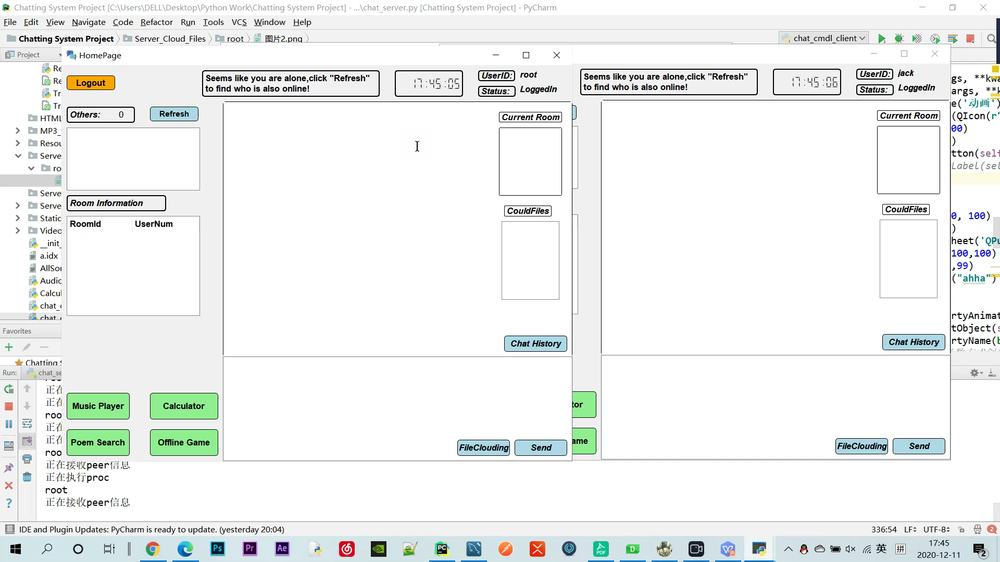 Chatting System Project [C:\Users\DELL\Desktop\Python Work\Chatting System Project] - ...\chat_server.py [Chatting System Project] - PyCharm
File Edit View Navigate Code Refactor Run Tools VCS Window Help
Chatting System Project Server_Cloud_Files root 图片2.png chat_cmdl_client
Project
HomePage
Logout
Seems like you are alone,click "Refresh"
to find who is also online!
17:45:05
UserID: root
Status: LoggedIn
Others: 0
Refresh
Room Information
RoomId UserNum
Current Room
CouldFiles
Chat History
Music Player
Calculator
Poem Search
Offline Game
FileClouding
Send
Seems like you are alone,click "Refresh"
to find who is also online!
17:45:06
UserID: jack
Status: LoggedIn
Current Room
CouldFiles
Chat History
FileClouding
Send
tor
ame
Re
Re
Tra
Tra
HTML
MP3_
Resou
Serve
ro
Serve
Serve
Static
Video
__init_
a.idx
AllSor
Audio
Calcul
chat_
chat_
gs, **kwa
args, **k
e('动画')
(QIcon(r'
00)
)
tton(self
Label(sel
0, 100)
)
heet('QPu
100,100)
,99)
("ahha")
rtyAnimat
tObject(s
rtyName(b
Favorites
Chatting S
Run: chat_se
正在
正在
roo
正在
正在
roo
正在接收peer信息
正在执行proc
root
正在接收peer信息
IDE and Plugin Updates: PyCharm is ready to update. (yesterday 20:04)
336:54 LF UTF-8 2
Ps Pr Ae PC PDF D
英 拼
17:45
2020-12-11
2